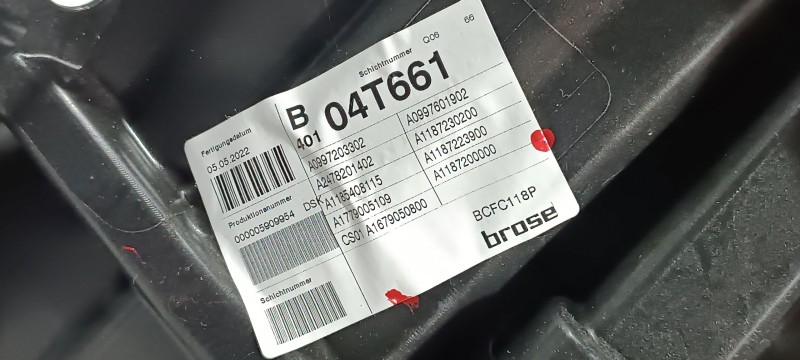 Schichtnummer Q06 66
B 04T661
401
A0997203302 A0997601902
A2478201402 A1187230200
DSK A1185408115 A1187223900
A1779005109 A1187200000
CS01 A1679050800
BCFC118P
brose
Fertigungsdatum
05.05.2022
Produktionsnummer
000005909954
Schichtnummer